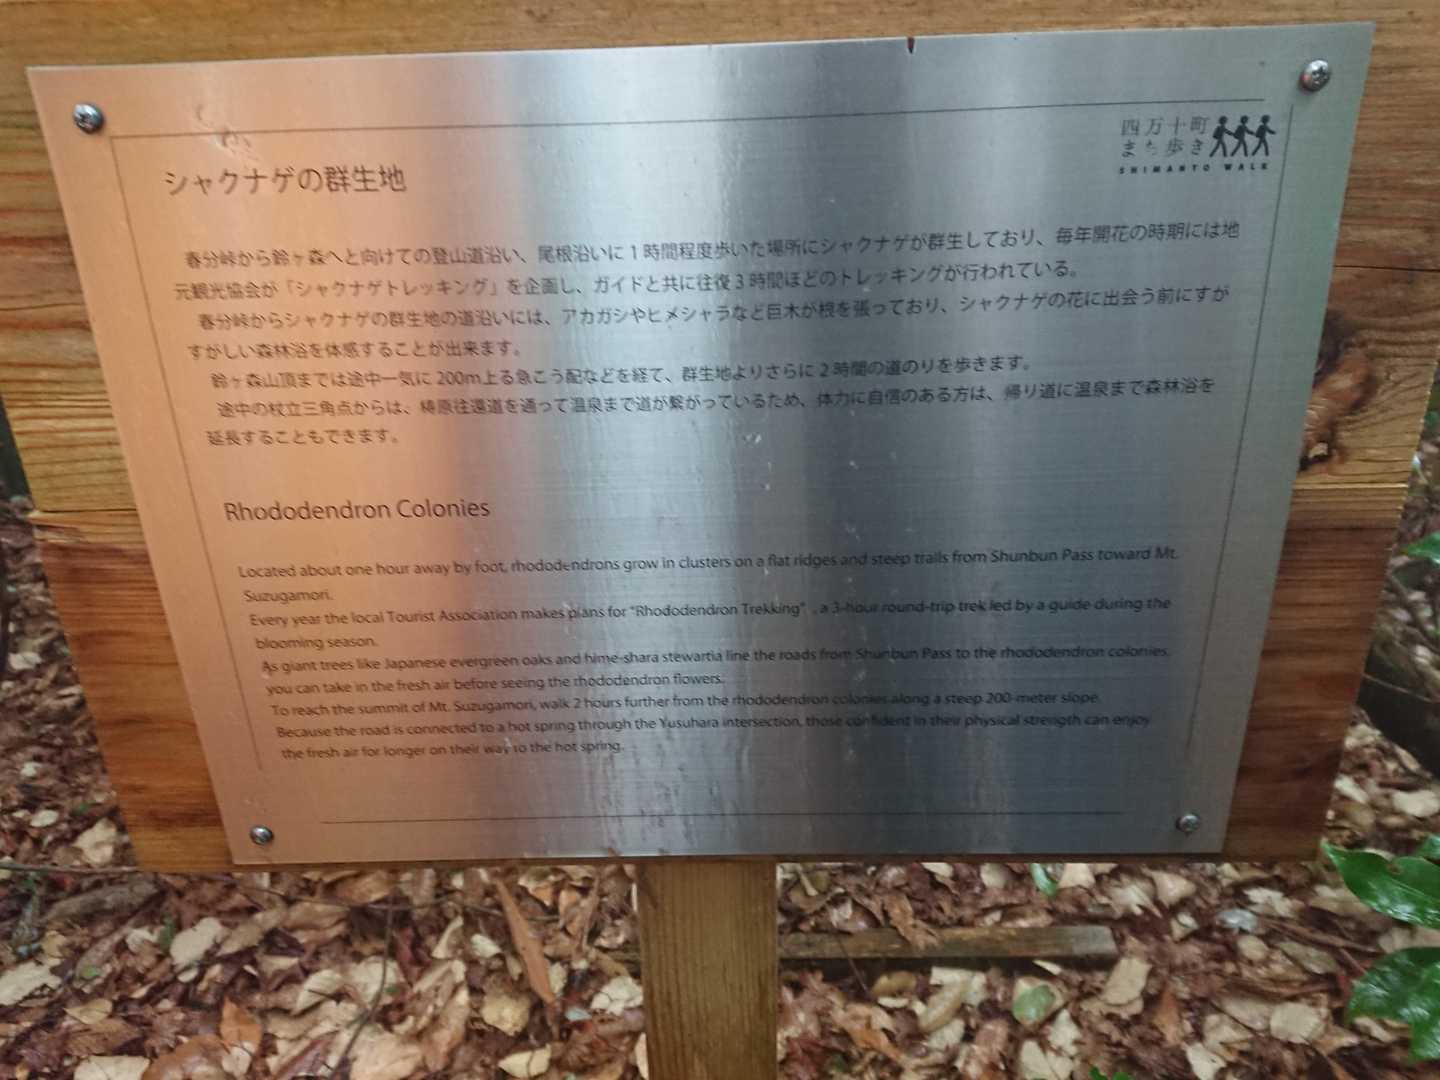 四万十町
まち歩き
SHIMANTO WALK
シャクナゲの群生地
春分峠から鈴ヶ森へと向けての登山道沿い、尾根沿いに1時間程度歩いた場所にシャクナゲが群生しており、毎年開花の時期には地
元観光協会が「シャクナゲトレッキング」を企画し、ガイドと共に往復3時間ほどのトレッキングが行われている。
春分峠からシャクナゲの群生地の道沿いには、アカガシやヒメシャラなど巨木が根を張っており、シャクナゲの花に出会う前にすが
すがしい森林浴を体感することが出来ます。
鈴ヶ森山頂までは途中一気に200m上る急こう配などを経て、群生地よりさらに2時間の道のりを歩きます。
途中の杖立三角点からは、梼原往還道を通って温泉まで道が繋がっているため、体力に自信のある方は、帰り道に温泉まで森林浴を
延長することもできます。
Rhododendron Colonies
Located about one hour away by foot, rhododendrons grow in clusters on a flat ridges and steep trails from Shunbun Pass toward Mt.
Suzugamori.
Every year the local Tourist Association makes plans for "Rhododendron Trekking" , a 3-hour round-trip trek led by a guide during the
blooming season.
As giant trees like Japanese evergreen oaks and hime-shara stewartia line the roads from Shunbun Pass to the rhododendron colonies,
you can take in the fresh air before seeing the rhododendron flowers.
To reach the summit of Mt. Suzugamori, walk 2 hours further from the rhododendron colonies along a steep 200-meter slope.
Because the road is connected to a hot spring through the Yusuhara intersection, those confident in their physical strength can enjoy
the fresh air for longer on their way to the hot spring.